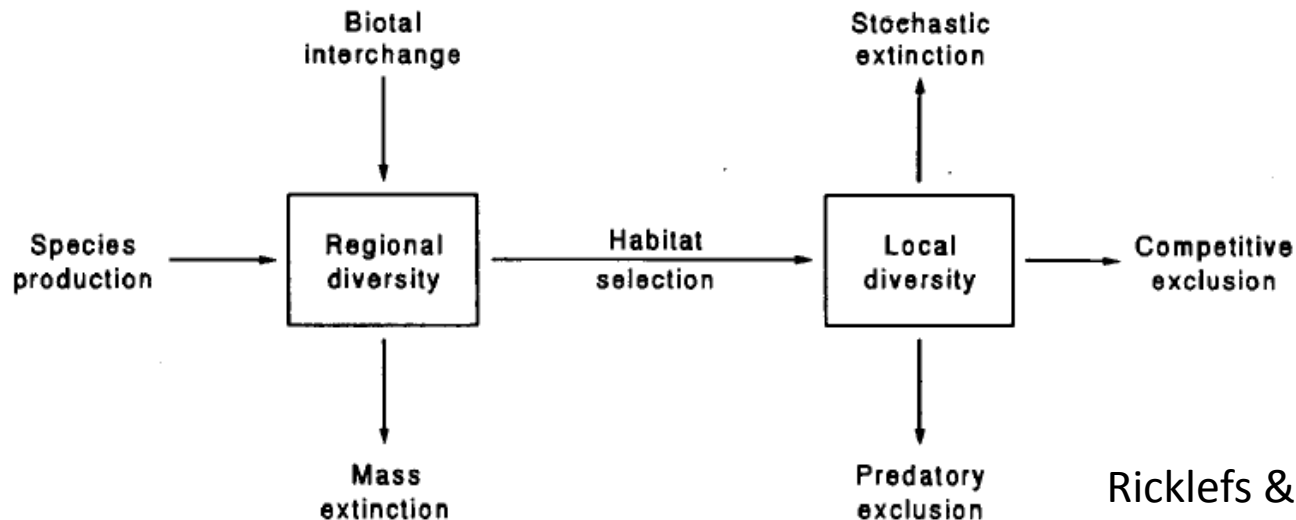 Biotal
interchange
Stochastic
extinction
Species
production
Regional
diversity
Habitat
selection
Local
diversity
Competitive
exclusion
Mass
extinction
Predatory
exclusion
Ricklefs &